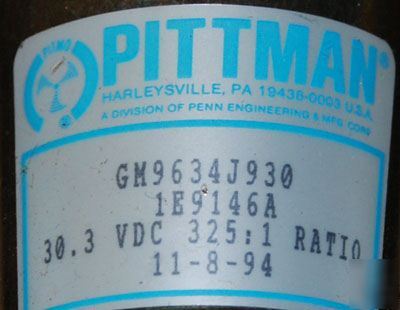 PITMO
PITTMAN®
HARLEYSVILLE, PA 19438-0003 U.S.A.
A DIVISION OF PENN ENGINEERING & MFG CORP
GM9634J930
1E9146A
30.3 VDC 325:1 RATIO
11-8-94